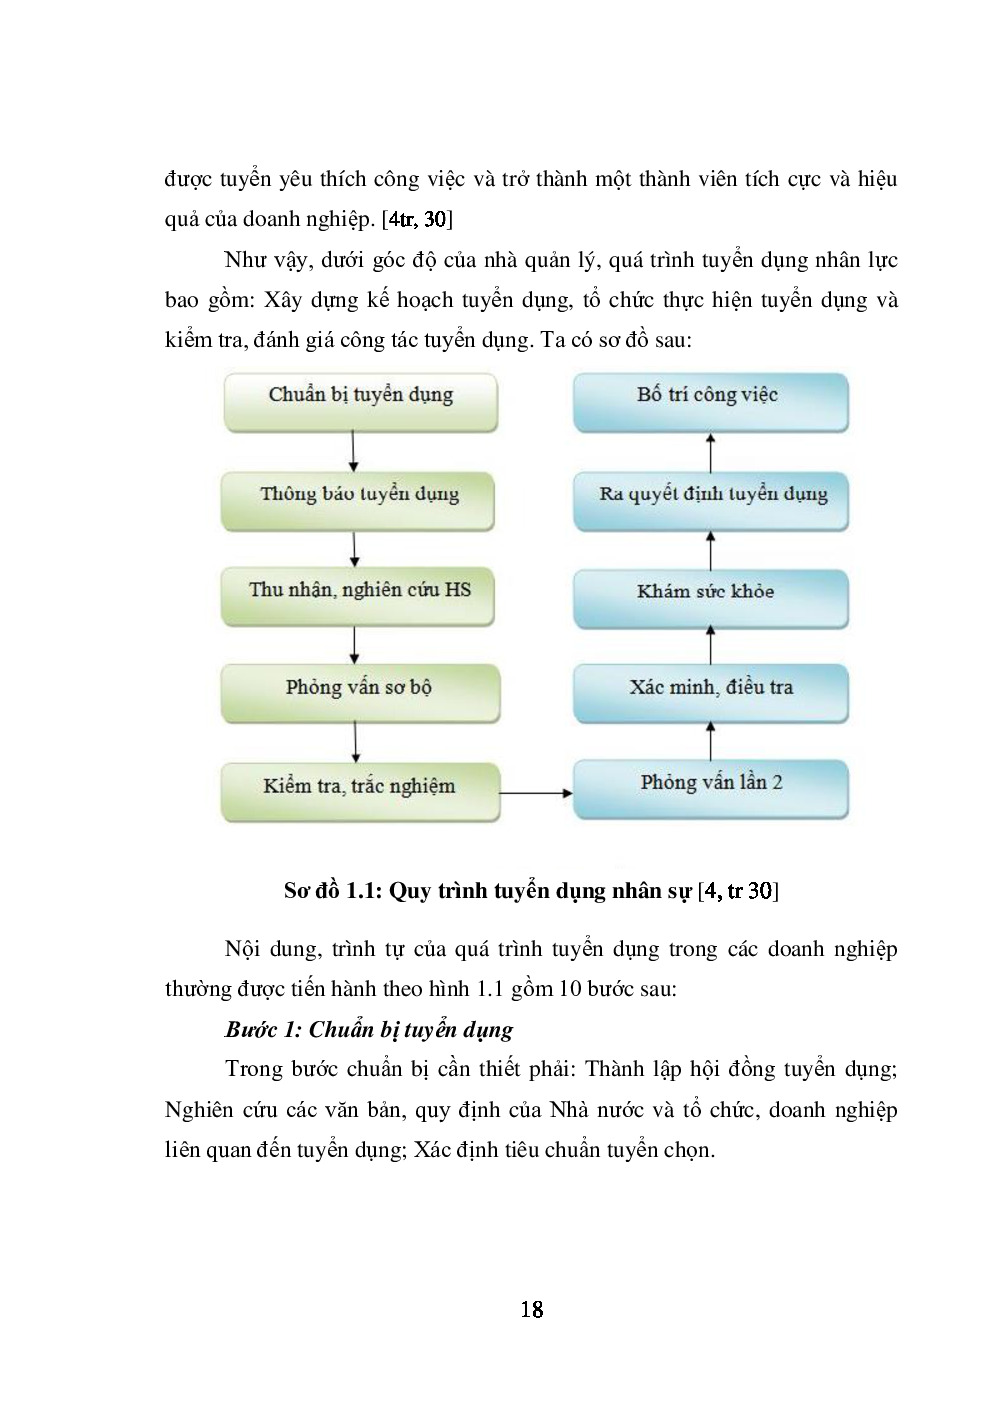 được tuyển yêu thích công việc và trở thành một thành viên tích cực và hiệu
quả của doanh nghiệp. [4tr, 30]
Như vậy, dưới góc độ của nhà quản lý, quá trình tuyển dụng nhân lực
bao gồm: Xây dựng kế hoạch tuyển dụng, tổ chức thực hiện tuyển dụng và
kiểm tra, đánh giá công tác tuyển dụng. Ta có sơ đồ sau:
Chuẩn bị tuyển dụng
Thông báo tuyển dụng
Thu nhận, nghiên cứu HS
Phỏng vấn sơ bộ
Kiểm tra, trắc nghiệm
Phỏng vấn lần 2
Xác minh, điều tra
Khám sức khỏe
Ra quyết định tuyển dụng
Bố trí công việc
Sơ đồ 1.1: Quy trình tuyển dụng nhân sự [4, tr 30]
Nội dung, trình tự của quá trình tuyển dụng trong các doanh nghiệp
thường được tiến hành theo hình 1.1 gồm 10 bước sau:
Bước 1: Chuẩn bị tuyển dụng
Trong bước chuẩn bị cần thiết phải: Thành lập hội đồng tuyển dụng;
Nghiên cứu các văn bản, quy định của Nhà nước và tổ chức, doanh nghiệp
liên quan đến tuyển dụng; Xác định tiêu chuẩn tuyển chọn.
18